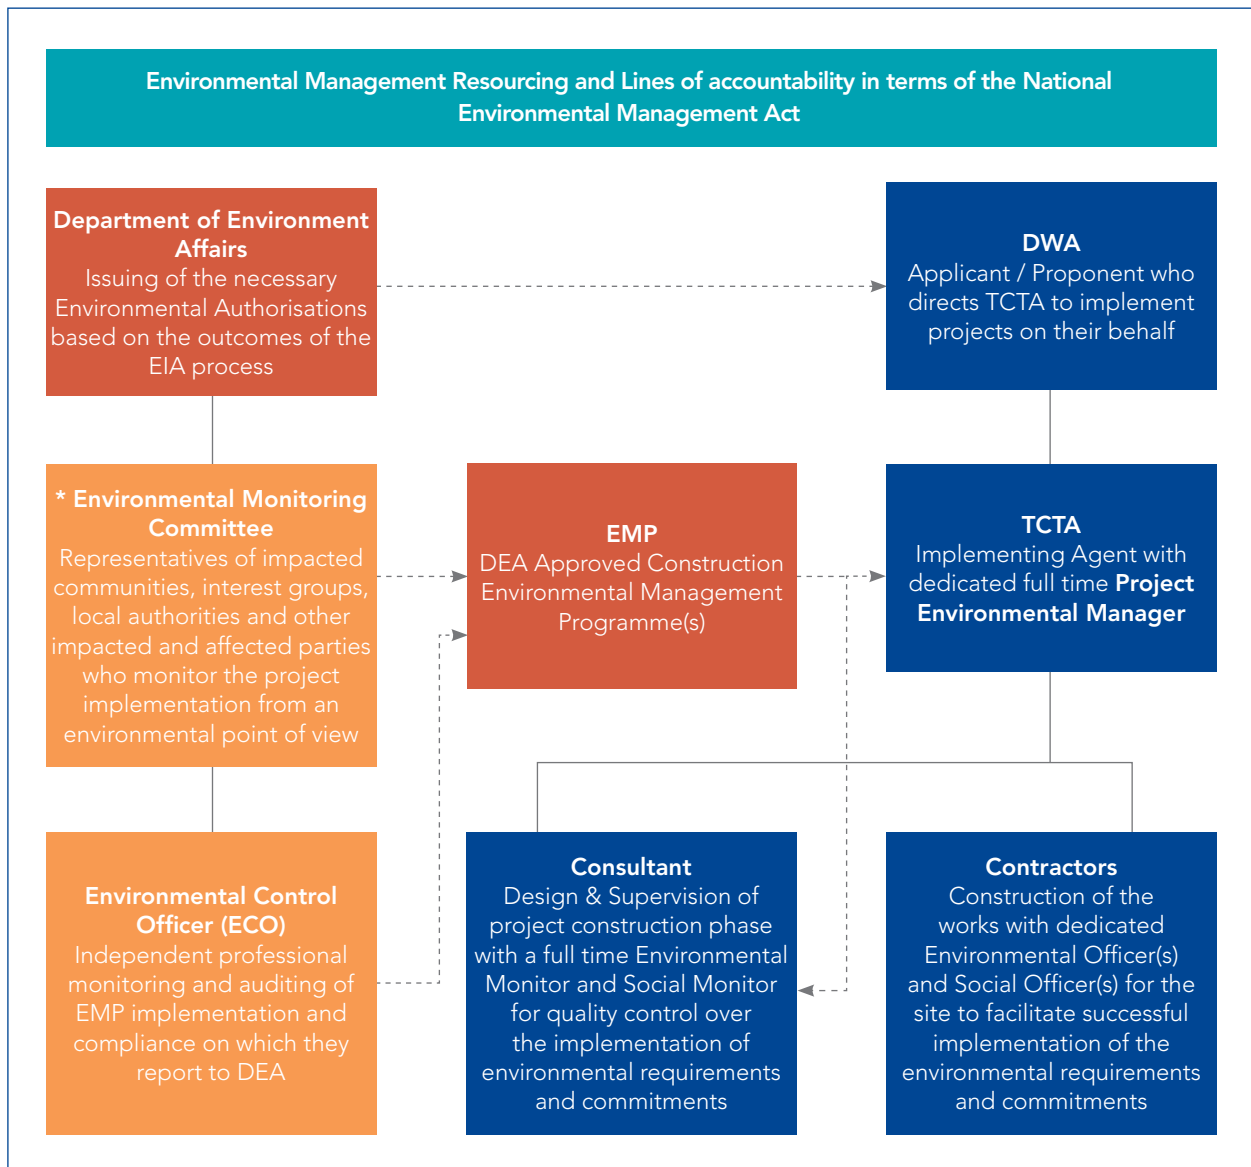 Environmental Management Resourcing and Lines of accountability in terms of the National
Environmental Management Act
Department of Environment
Affairs
Issuing of the necessary
Environmental Authorisations
based on the outcomes of the
EIA process
DWA
Applicant / Proponent who
directs TCTA to implement
projects on their behalf
* Environmental Monitoring
Committee
Representatives of impacted
communities, interest groups,
local authorities and other
impacted and affected parties
who monitor the project
implementation from an
environmental point of view
EMP
DEA Approved Construction
Environmental Management
Programme(s)
TCTA
Implementing Agent with
dedicated full time Project
Environmental Manager
Environmental Control
Officer (ECO)
Independent professional
monitoring and auditing of
EMP implementation and
compliance on which they
report to DEA
Consultant
Design & Supervision of
project construction phase
with a full time Environmental
Monitor and Social Monitor
for quality control over
the implementation of
environmental requirements
and commitments
Contractors
Construction of the
works with dedicated
Environmental Officer(s)
and Social Officer(s) for the
site to facilitate successful
implementation of the
environmental requirements
and commitments